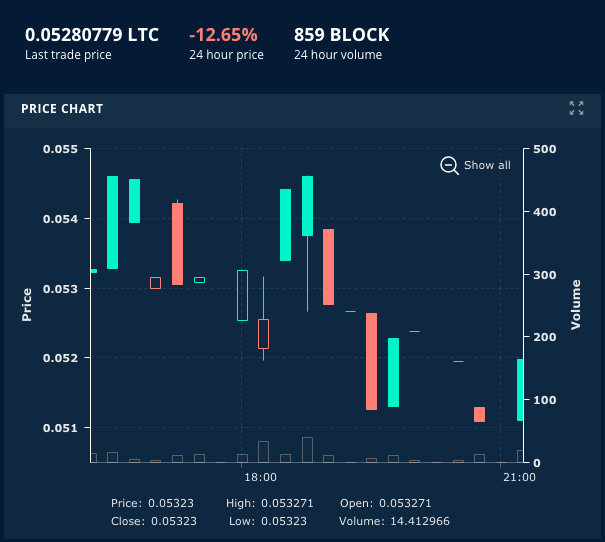 0.05280779 LTC -12.65% 859 BLOCK
Last trade price 24 hour price 24 hour volume
PRICE CHART
0.055 500
Show all
0.054 400
0.053 300
Price Volume
0.052 200
100
0.051
0
18:00 21:00
Price: 0.05323 High: 0.053271 Open: 0.053271
Close: 0.05323 Low: 0.05323 Volume: 14.412966